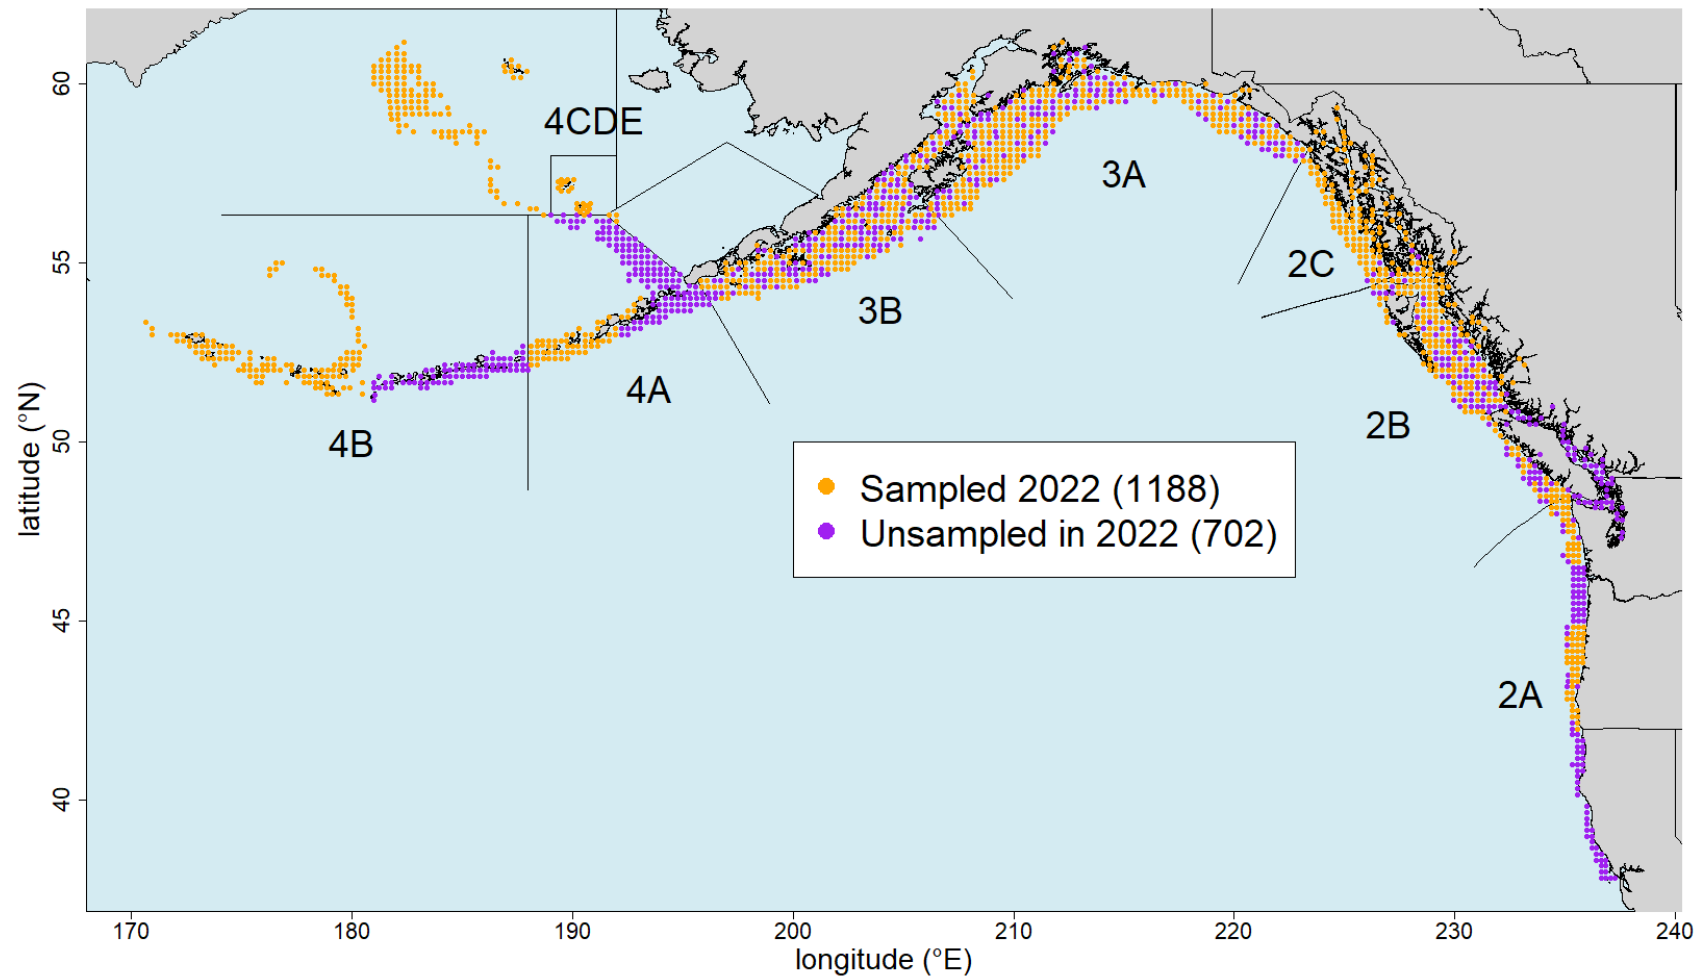 4CDE
3A
2C
3B
4A
2B
4B
Sampled 2022 (1188)
Unsampled in 2022 (702)
2A
latitude (°N)
60
55
50
45
40
170 180 190 200 210 220 230 240
longitude (°E)